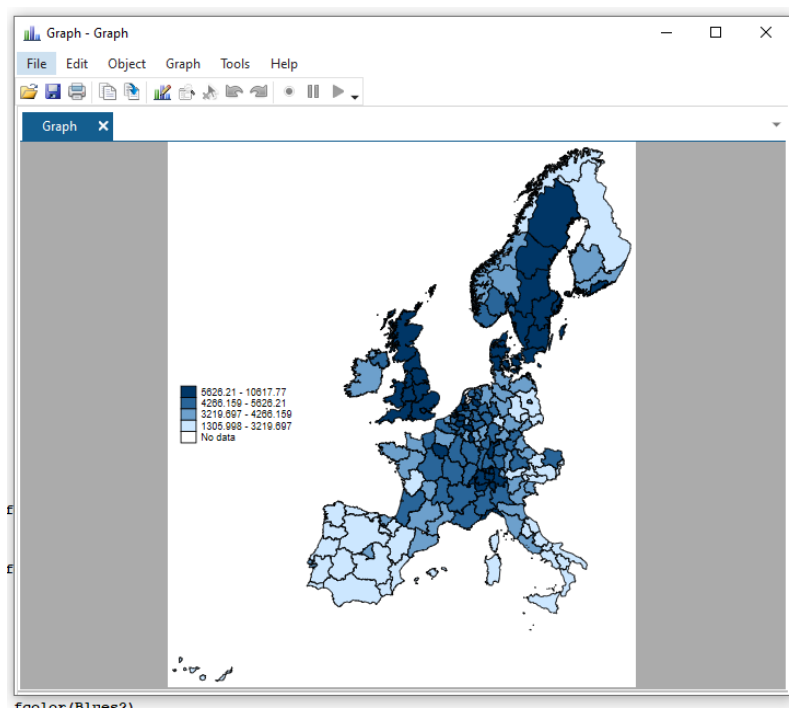 Graph - Graph
File Edit Object Graph Tools Help
Graph
5626.21 - 10617.77
4266.159 - 5626.21
3219.697 - 4266.159
1305.998 - 3219.697
No data
f
f
fcolor(Blues2)